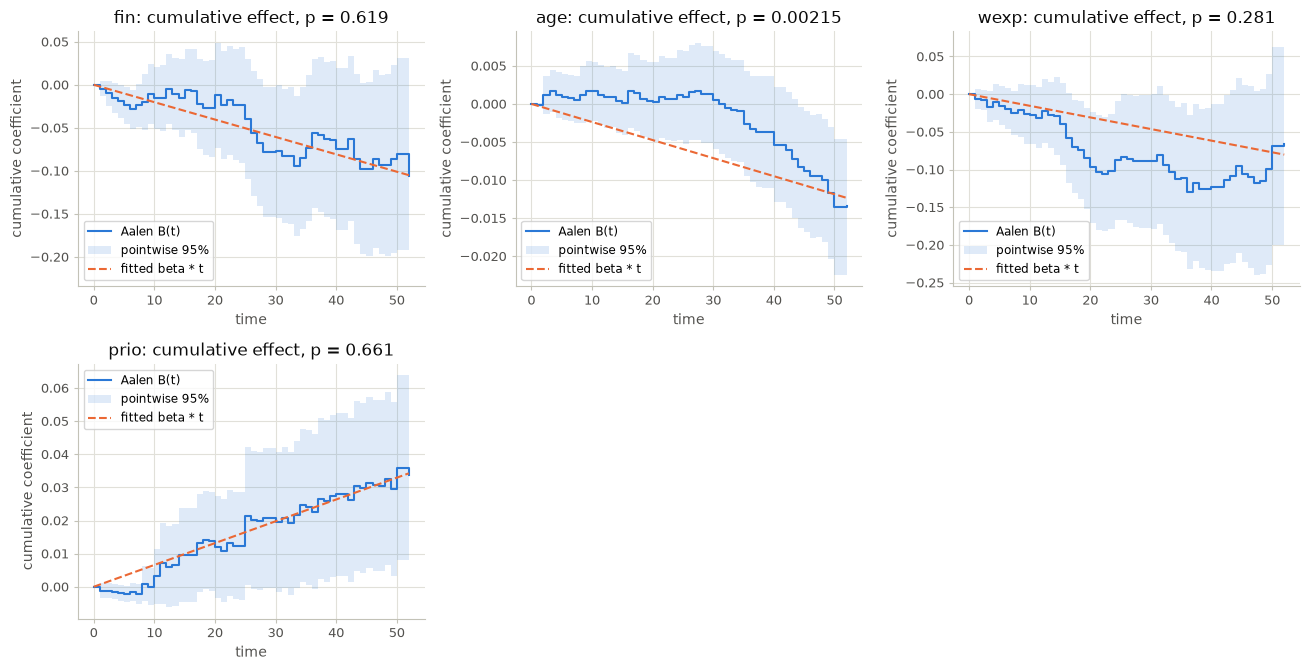 fin: cumulative effect, p = 0.619
cumulative coefficient
0.05
0.00
−0.05
−0.10
−0.15
−0.20
Aalen B(t)
pointwise 95%
fitted beta * t
0 10 20 30 40 50
time
age: cumulative effect, p = 0.00215
cumulative coefficient
0.005
0.000
−0.005
−0.010
−0.015
−0.020
Aalen B(t)
pointwise 95%
fitted beta * t
0 10 20 30 40 50
time
wexp: cumulative effect, p = 0.281
cumulative coefficient
0.05
0.00
−0.05
−0.10
−0.15
−0.20
−0.25
Aalen B(t)
pointwise 95%
fitted beta * t
0 10 20 30 40 50
time
prio: cumulative effect, p = 0.661
cumulative coefficient
Aalen B(t)
pointwise 95%
fitted beta * t
0.06
0.05
0.04
0.03
0.02
0.01
0.00
0 10 20 30 40 50
time